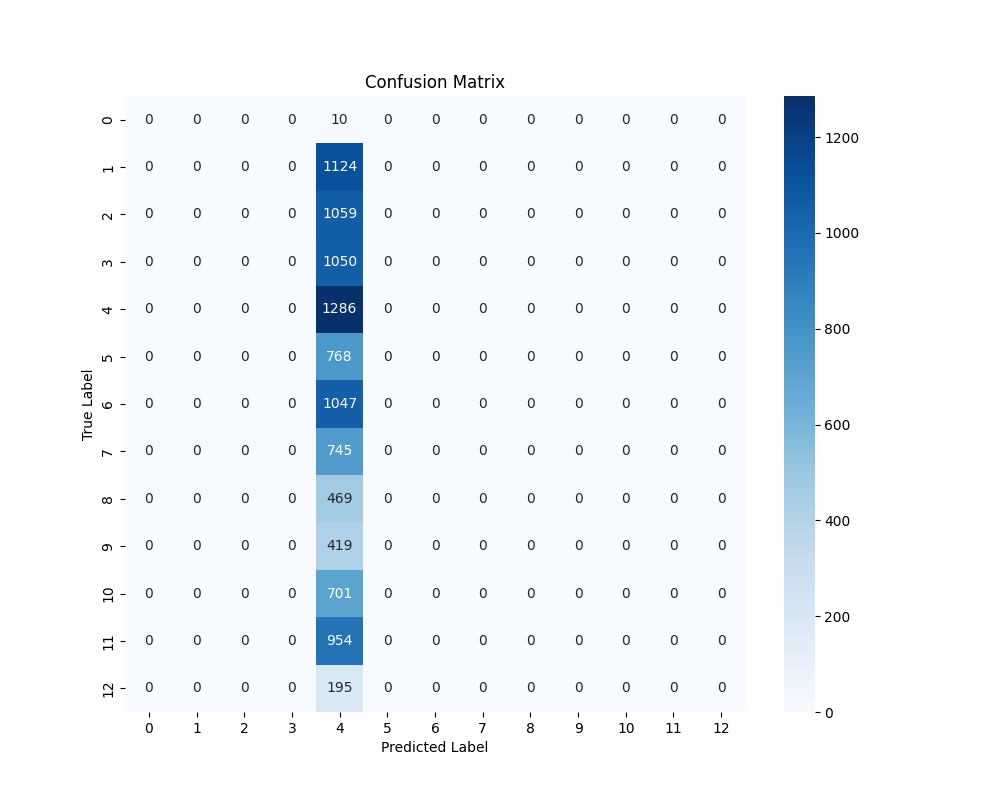 Confusion Matrix
0 0 0 0 0 10 0 0 0 0 0 0 0 0
1 0 0 0 0 1124 0 0 0 0 0 0 0 0
2 0 0 0 0 1059 0 0 0 0 0 0 0 0
3 0 0 0 0 1050 0 0 0 0 0 0 0 0
4 0 0 0 0 1286 0 0 0 0 0 0 0 0
5 0 0 0 0 768 0 0 0 0 0 0 0 0
6 0 0 0 0 1047 0 0 0 0 0 0 0 0
7 0 0 0 0 745 0 0 0 0 0 0 0 0
8 0 0 0 0 469 0 0 0 0 0 0 0 0
9 0 0 0 0 419 0 0 0 0 0 0 0 0
10 0 0 0 0 701 0 0 0 0 0 0 0 0
11 0 0 0 0 954 0 0 0 0 0 0 0 0
12 0 0 0 0 195 0 0 0 0 0 0 0 0
0 1 2 3 4 5 6 7 8 9 10 11 12
Predicted Label
True Label
1200
1000
800
600
400
200
0